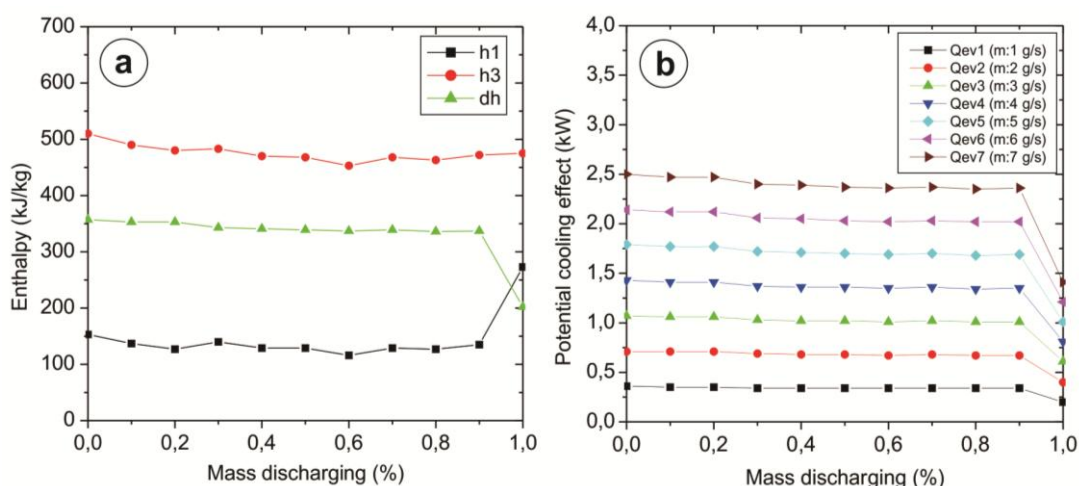 a
h1
h3
dh
700
600
500
400
300
200
100
0
Enthalpy (kJ/kg)
0,0 0,2 0,4 0,6 0,8 1,0
Mass discharging (%)
b
Qev1 (m:1 g/s)
Qev2 (m:2 g/s)
Qev3 (m:3 g/s)
Qev4 (m:4 g/s)
Qev5 (m:5 g/s)
Qev6 (m:6 g/s)
Qev7 (m:7 g/s)
4,0
3,5
3,0
2,5
2,0
1,5
1,0
0,5
0,0
Potential cooling effect (kW)
0,0 0,2 0,4 0,6 0,8 1,0
Mass discharging (%)